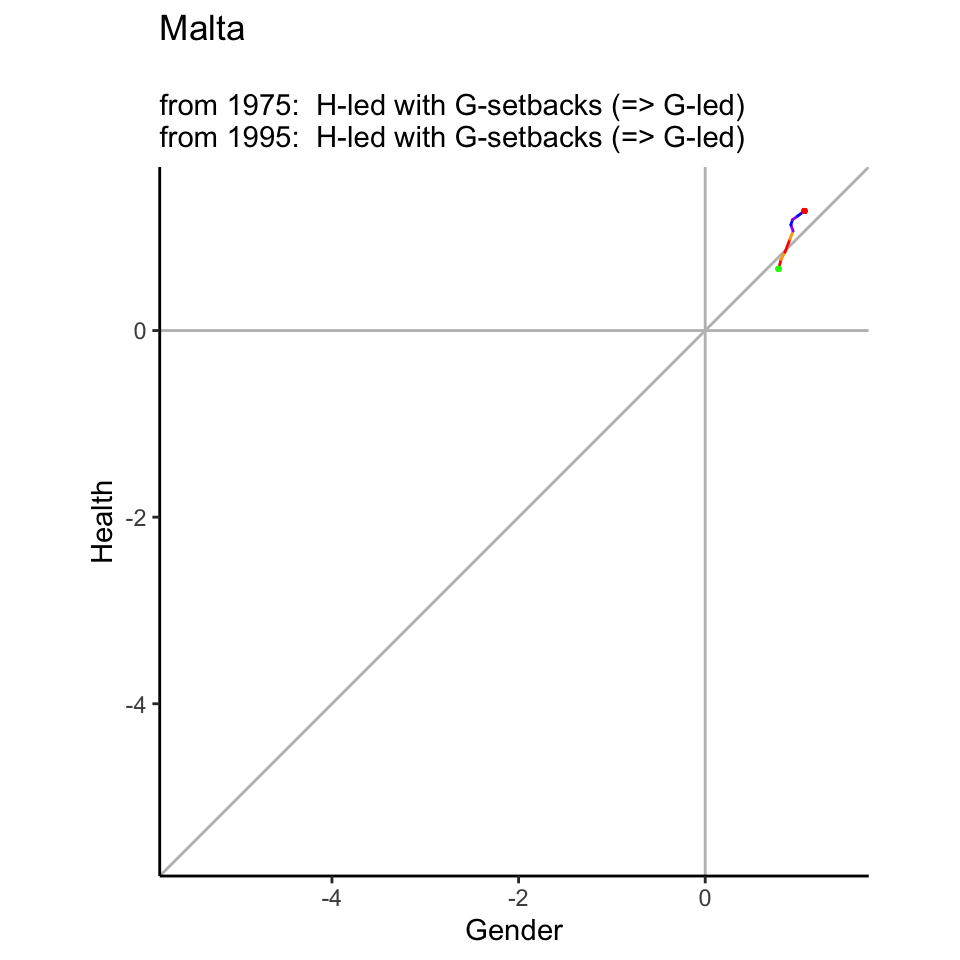 Malta
from 1975:  H-led with G-setbacks (=> G-led)
from 1995:  H-led with G-setbacks (=> G-led)
0
-2
-4
Health
-4
-2
0
Gender